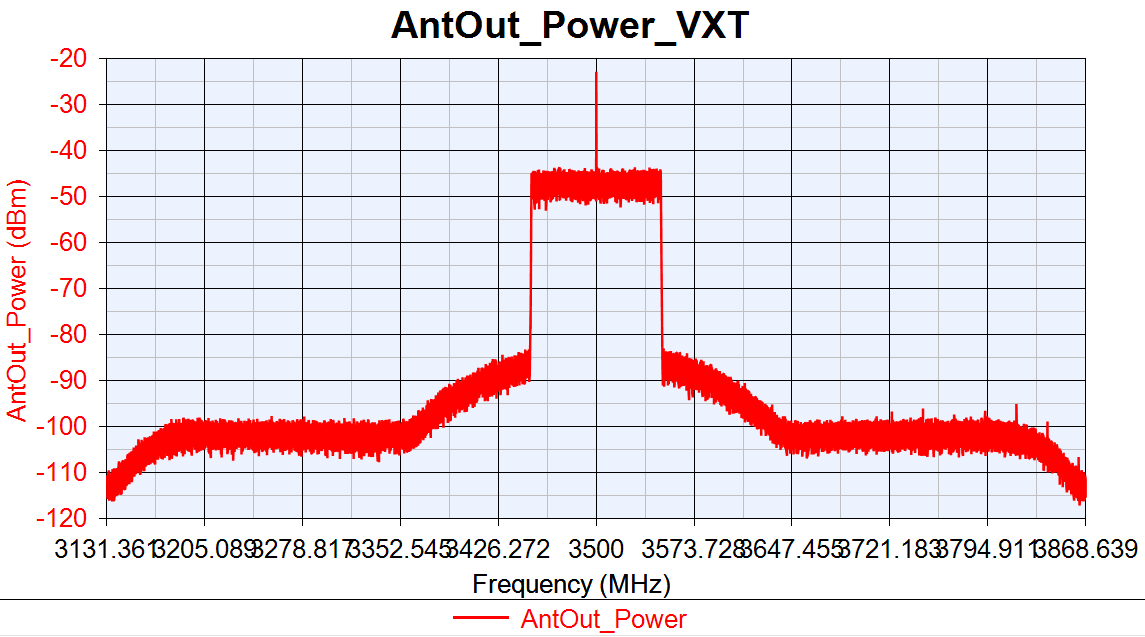 AntOut_Power_VXT
-20
-30
-40
-50
-60
-70
-80
-90
-100
-110
-120
AntOut_Power (dBm)
3131.361 3205.089 3278.817 3352.545 3426.272 3500 3573.728 3647.455 3721.183 3794.911 3868.639
Frequency (MHz)
AntOut_Power